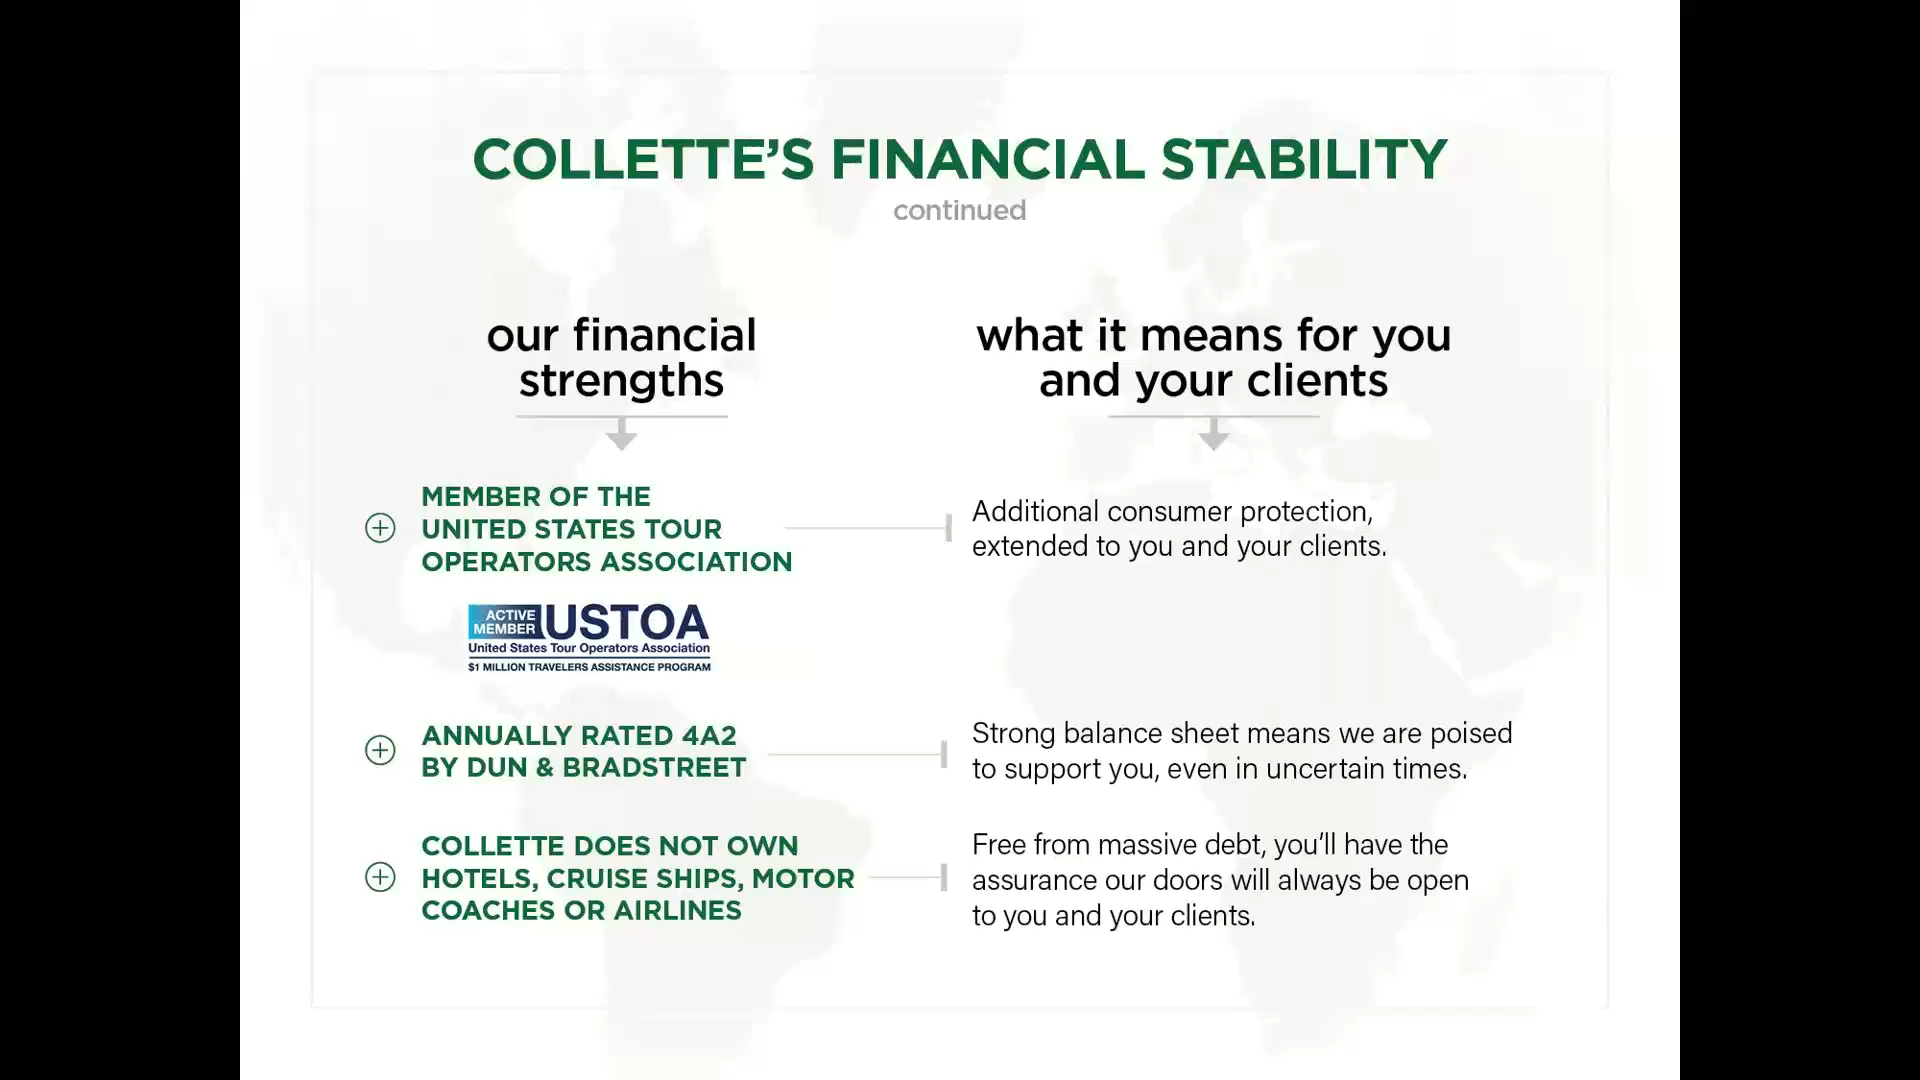 COLLETTE'S FINANCIAL STABILITY
continued
our financial
strengths
what it means for you
and your clients
MEMBER OF THE
UNITED STATES TOUR
OPERATORS ASSOCIATION
Additional consumer protection,
extended to you and your clients.
ACTIVE
MEMBER
USTOA
United States Tour Operators Association
$1 MILLION TRAVELERS ASSISTANCE PROGRAM
ANNUALLY RATED 4A2
BY DUN & BRADSTREET
Strong balance sheet means we are poised
to support you, even in uncertain times.
COLLETTE DOES NOT OWN
HOTELS, CRUISE SHIPS, MOTOR
COACHES OR AIRLINES
Free from massive debt, you'll have the
assurance our doors will always be open
to you and your clients.